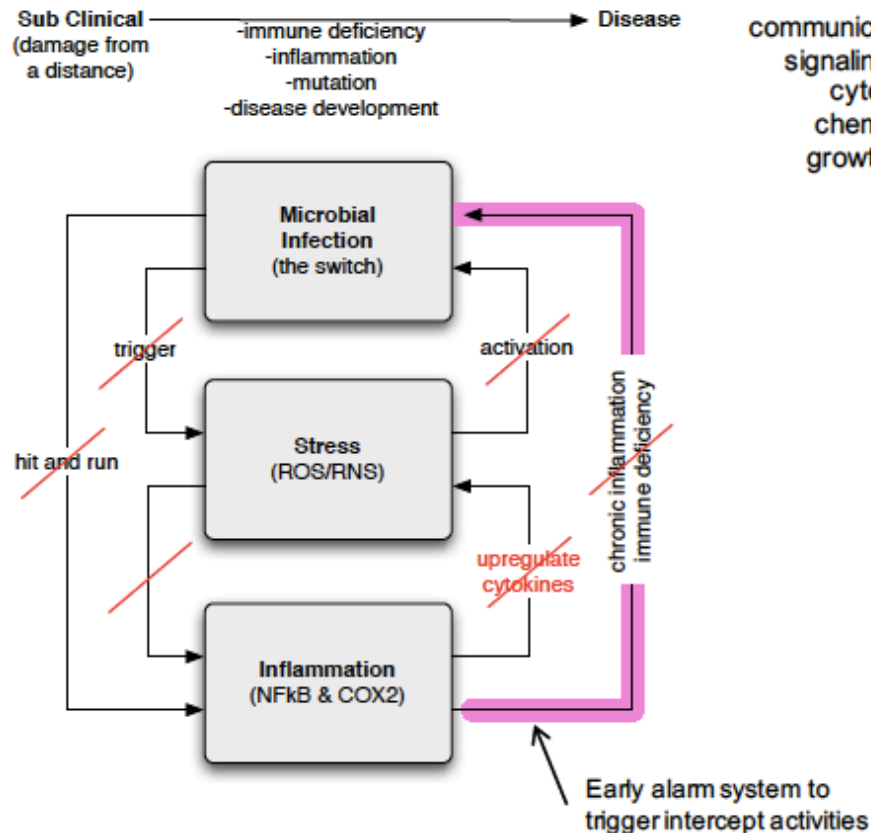 Sub Clinical
(damage from
a distance)
-immune deficiency
-inflammation
-mutation
-disease development
Disease
Microbial
Infection
(the switch)
trigger
activation
hit and run
Stress
(ROS/RNS)
chronic inflammation
immune deficiency
upregulate
cytokines
Inflammation
(NFkB & COX2)
Early alarm system to
trigger intercept activities